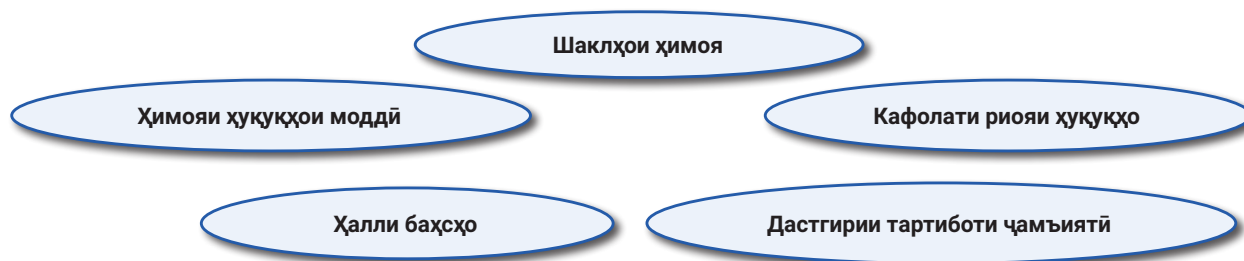 Шаклҳои ҳимоя
Ҳимояи ҳуқуқҳои моддӣ
Кафолати риояи ҳуқуқҳо
Ҳалли баҳсҳо
Дастгирии тартиботи ҷамъиятӣ